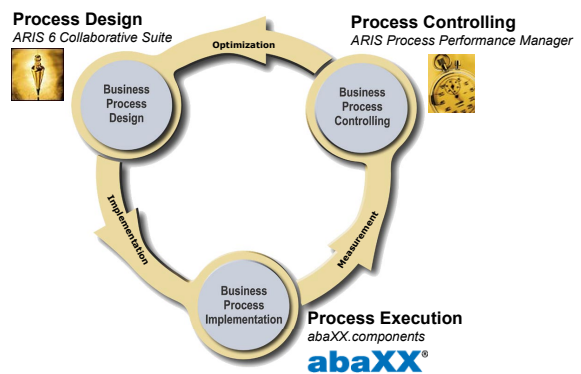 Process Design
ARIS 6 Collaborative Suite
Process Controlling
ARIS Process Performance Manager
Optimization
Business
Process
Design
Business
Process
Controlling
Implementation
Measurement
Business
Process
Implementation
Process Execution
abaXX.components
abaXX®